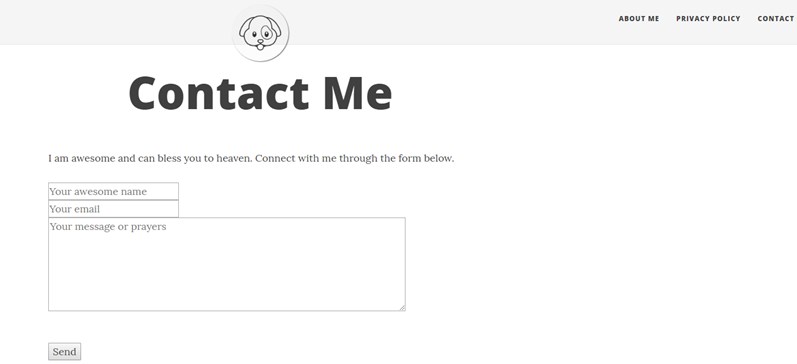 ABOUT ME PRIVACY POLICY CONTACT
Contact Me
I am awesome and can bless you to heaven. Connect with me through the form below.
Your awesome name
Your email
Your message or prayers
Send